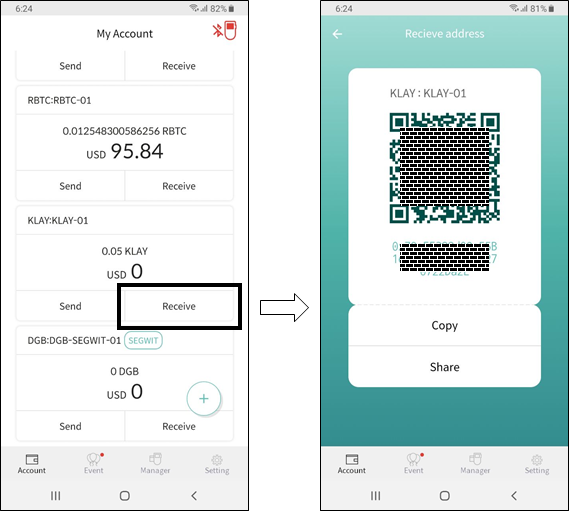 6:24 82%
My Account
Send Receive
RBTC:RBTC-01
0.012548300586256 RBTC
USD 95.84
Send Receive
KLAY:KLAY-01
0.05 KLAY
USD 0
Send Receive
DGB:DGB-SEGWIT-01 SEGWIT
0 DGB
USD 0
+
Send Receive
Account Event Manager Setting
6:24 81%
Recieve address
KLAY : KLAY-01
Copy
Share
Account Event Manager Setting